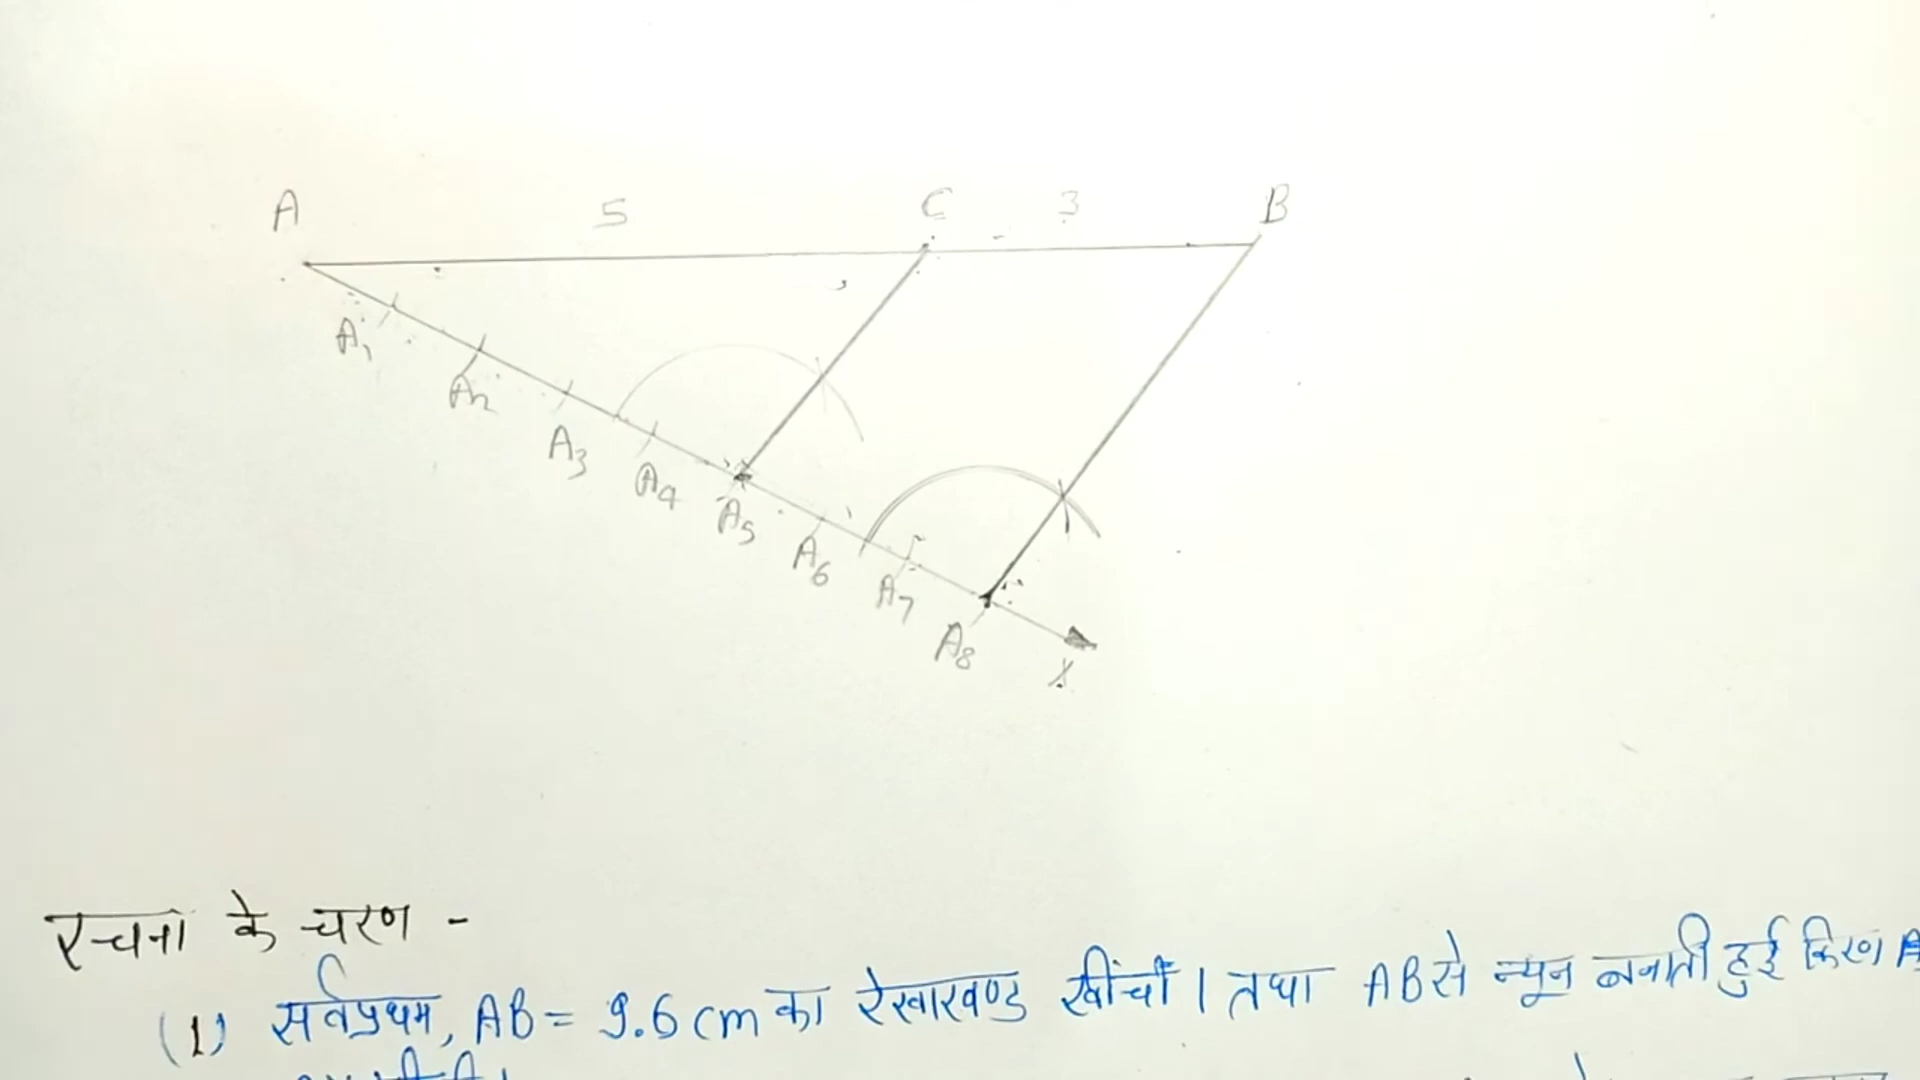 A 5 C 3 B
A1
A2
A3
A4
A5
A6
A7
A8
X
रचना के चरण -
(1) सर्वप्रथम, AB = 9.6 cm का रेखाखण्ड खींचीं। तथा AB से न्यून बनाती हुई किरण A